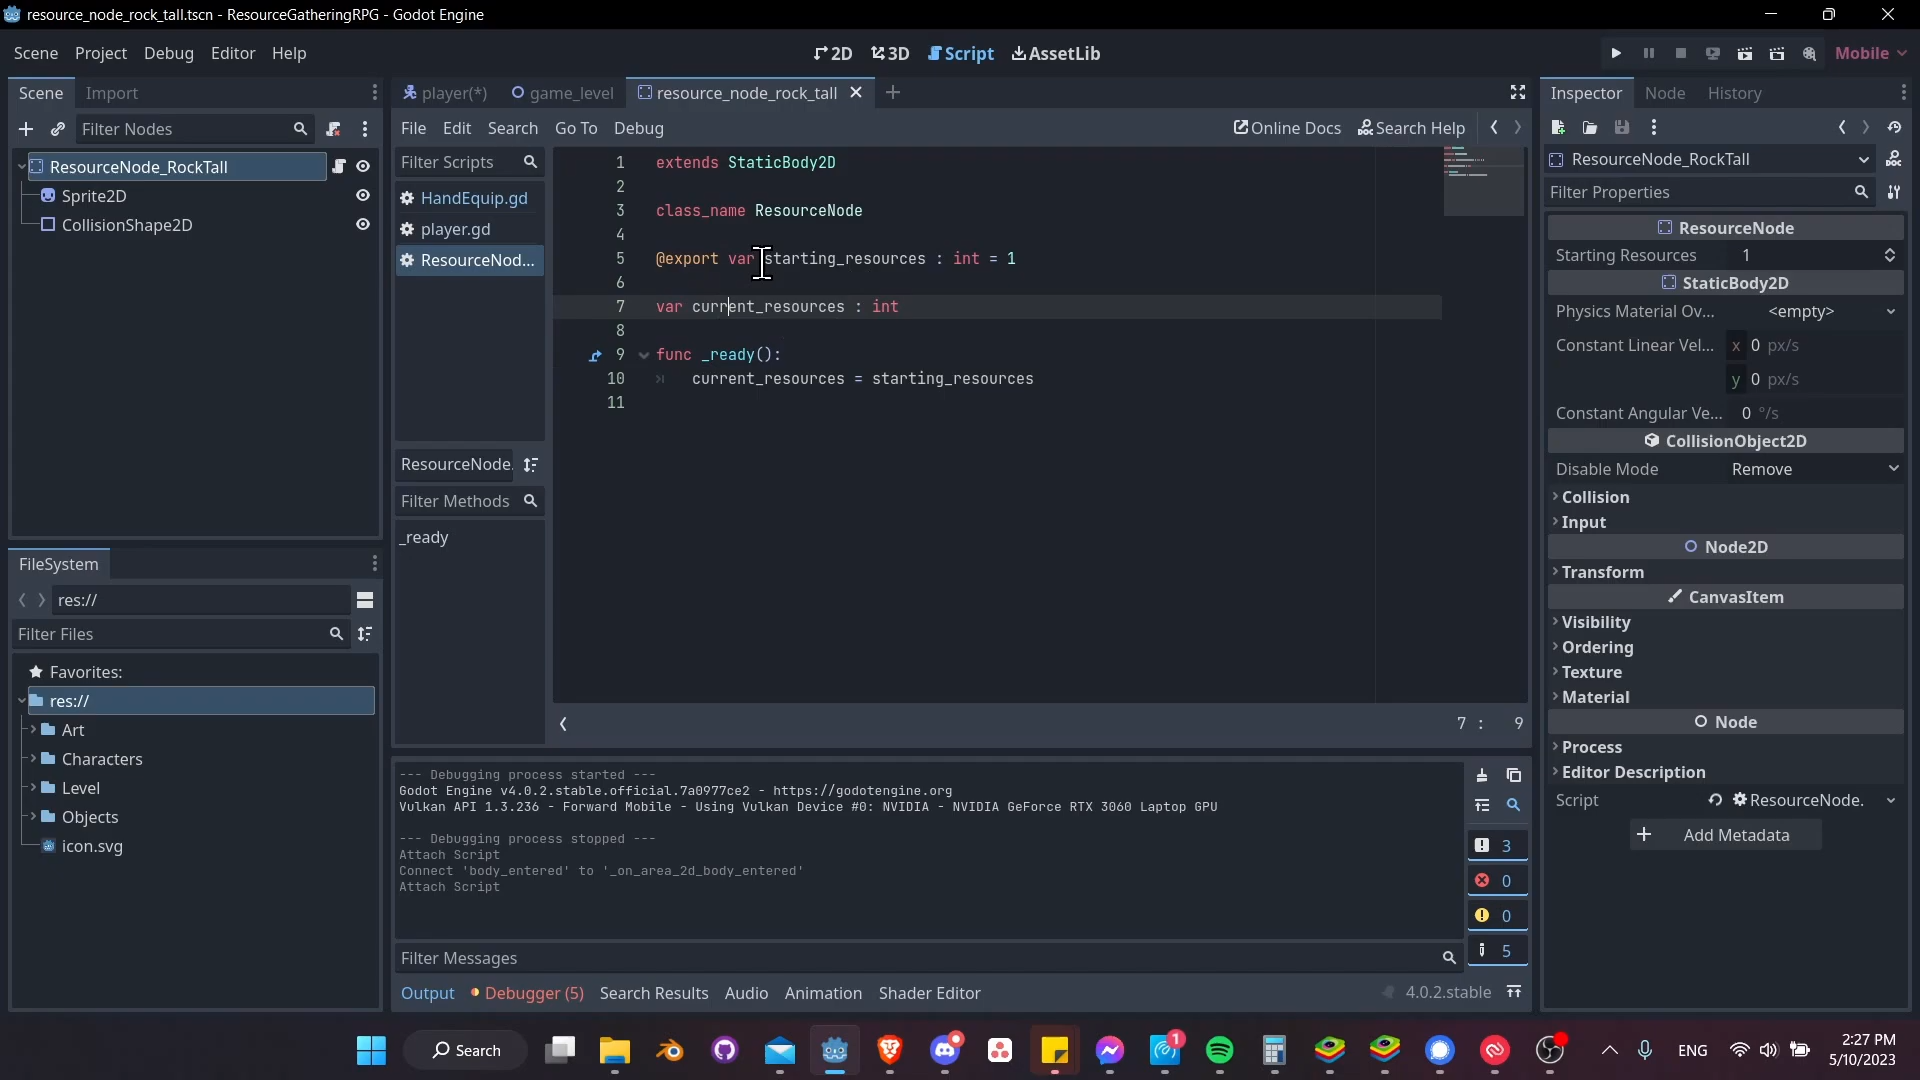 resource_node_rock_tall.tscn - ResourceGatheringRPG - Godot Engine
Scene Project Debug Editor Help
2D 3D Script AssetLib
Mobile
Scene Import
Filter Nodes
ResourceNode_RockTall
Sprite2D
CollisionShape2D
FileSystem
res://
Filter Files
Favorites:
res://
Art
Characters
Level
Objects
icon.svg
player(*) game_level resource_node_rock_tall
File Edit Search Go To Debug
Online Docs Search Help
Filter Scripts
HandEquip.gd
player.gd
ResourceNod...
ResourceNode.
Filter Methods
_ready
1 extends StaticBody2D
2
3 class_name ResourceNode
4
5 @export var starting_resources : int = 1
6
7 var current_resources : int
8
9 func _ready():
10 current_resources = starting_resources
11
7 : 9
--- Debugging process started ---
Godot Engine v4.0.2.stable.official.7a0977ce2 - https://godotengine.org
Vulkan API 1.3.236 - Forward Mobile - Using Vulkan Device #0: NVIDIA - NVIDIA GeForce RTX 3060 Laptop GPU
--- Debugging process stopped ---
Attach Script
Connect 'body_entered' to '_on_area_2d_body_entered'
Attach Script
3
0
0
5
Filter Messages
Output Debugger (5) Search Results Audio Animation Shader Editor
4.0.2.stable
Inspector Node History
ResourceNode_RockTall
Filter Properties
ResourceNode
Starting Resources 1
StaticBody2D
Physics Material Ov... <empty>
Constant Linear Vel... x 0 px/s
y 0 px/s
Constant Angular Ve... 0 °/s
CollisionObject2D
Disable Mode Remove
Collision
Input
Node2D
Transform
CanvasItem
Visibility
Ordering
Texture
Material
Node
Process
Editor Description
Script ResourceNode.
Add Metadata
Search
1
ENG
2:27 PM
5/10/2023